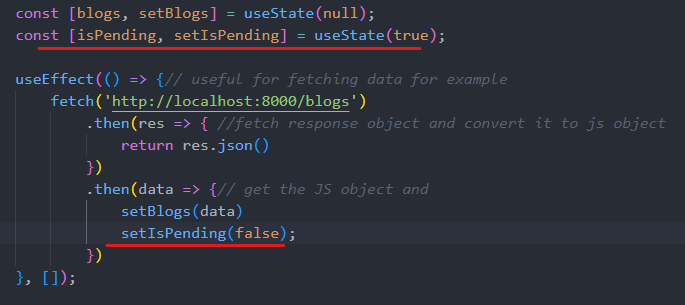 const [blogs, setBlogs] = useState(null);
const [isPending, setIsPending] = useState(true);
useEffect(() => {// useful for fetching data for example
fetch('http://localhost:8000/blogs')
.then(res => { //fetch response object and convert it to js object
return res.json()
})
.then(data => {// get the JS object and
setBlogs(data)
setIsPending(false);
})
}, []);